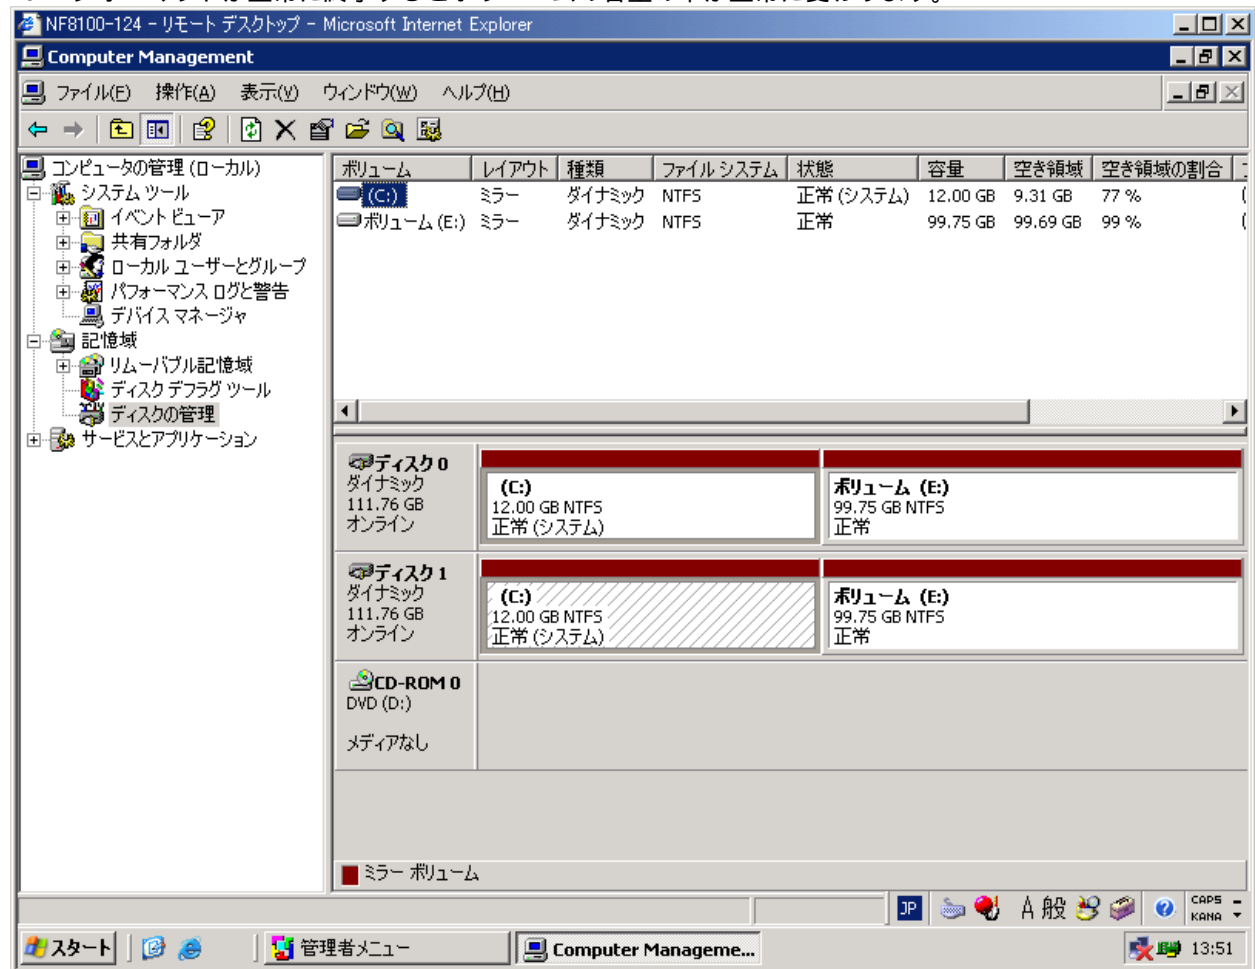 NF8100-124 - リモート デスクトップ - Microsoft Internet Explorer
Computer Management
ファイル(F) 操作(A) 表示(V) ウィンドウ(W) ヘルプ(H)
コンピュータの管理 (ローカル)
システム ツール
イベント ビューア
共有フォルダ
ローカル ユーザーとグループ
パフォーマンス ログと警告
デバイス マネージャ
記憶域
リムーバブル記憶域
ディスク デフラグ ツール
ディスクの管理
サービスとアプリケーション
ボリューム レイアウト 種類 ファイル システム 状態 容量 空き領域 空き領域の割合
(C:) ミラー ダイナミック NTFS 正常 (システム) 12.00 GB 9.31 GB 77 %
ボリューム (E:) ミラー ダイナミック NTFS 正常 99.75 GB 99.69 GB 99 %
ディスク 0
ダイナミック
111.76 GB
オンライン
(C:)
12.00 GB NTFS
正常 (システム)
ボリューム (E:)
99.75 GB NTFS
正常
ディスク 1
ダイナミック
111.76 GB
オンライン
(C:)
12.00 GB NTFS
正常 (システム)
ボリューム (E:)
99.75 GB NTFS
正常
CD-ROM 0
DVD (D:)
メディアなし
ミラー ボリューム
JP A 般 CAPS
KANA
スタート 管理者メニュー Computer Manageme... 13:51